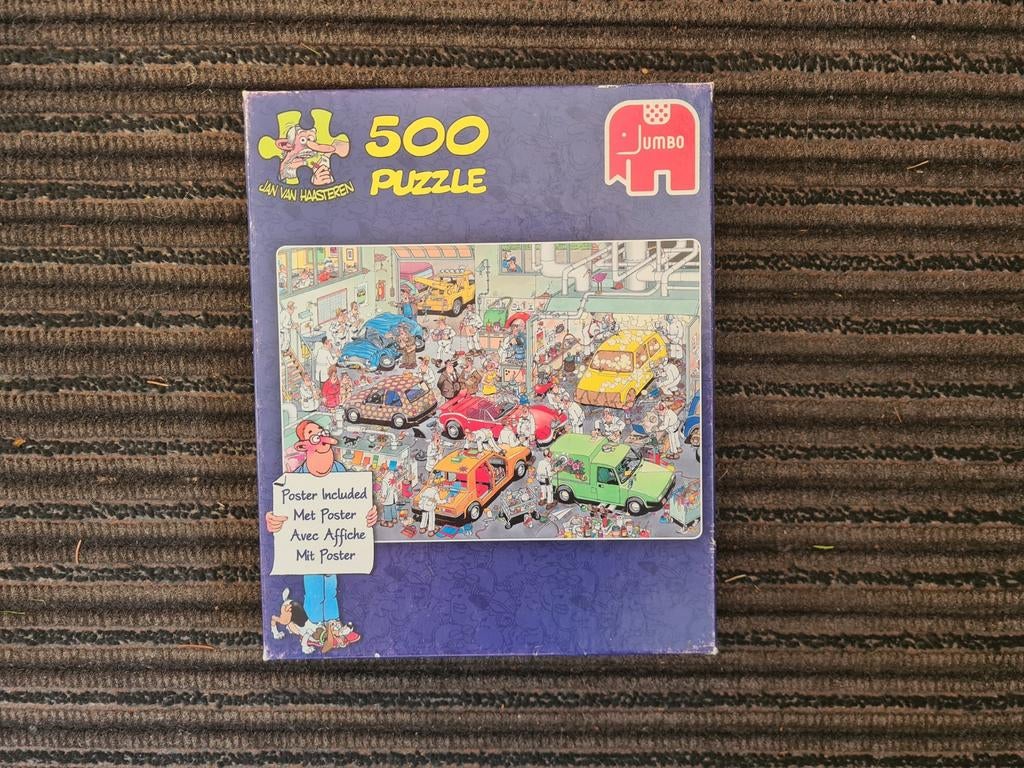 JAN VAN HAASTEREN
500
PUZZLE
JUMBO
Poster Included
Met Poster
Avec Affiche
Mit Poster